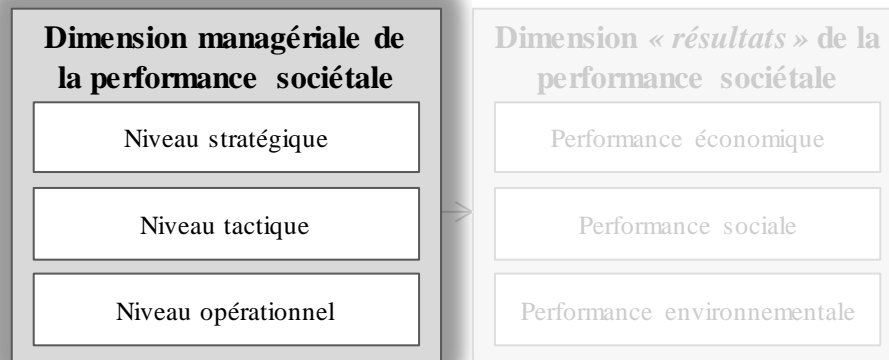 Dimension managériale de
la performance sociétale
Niveau stratégique
Niveau tactique
Niveau opérationnel
Dimension « résultats » de la
performance sociétale
Performance économique
Performance sociale
Performance environnementale